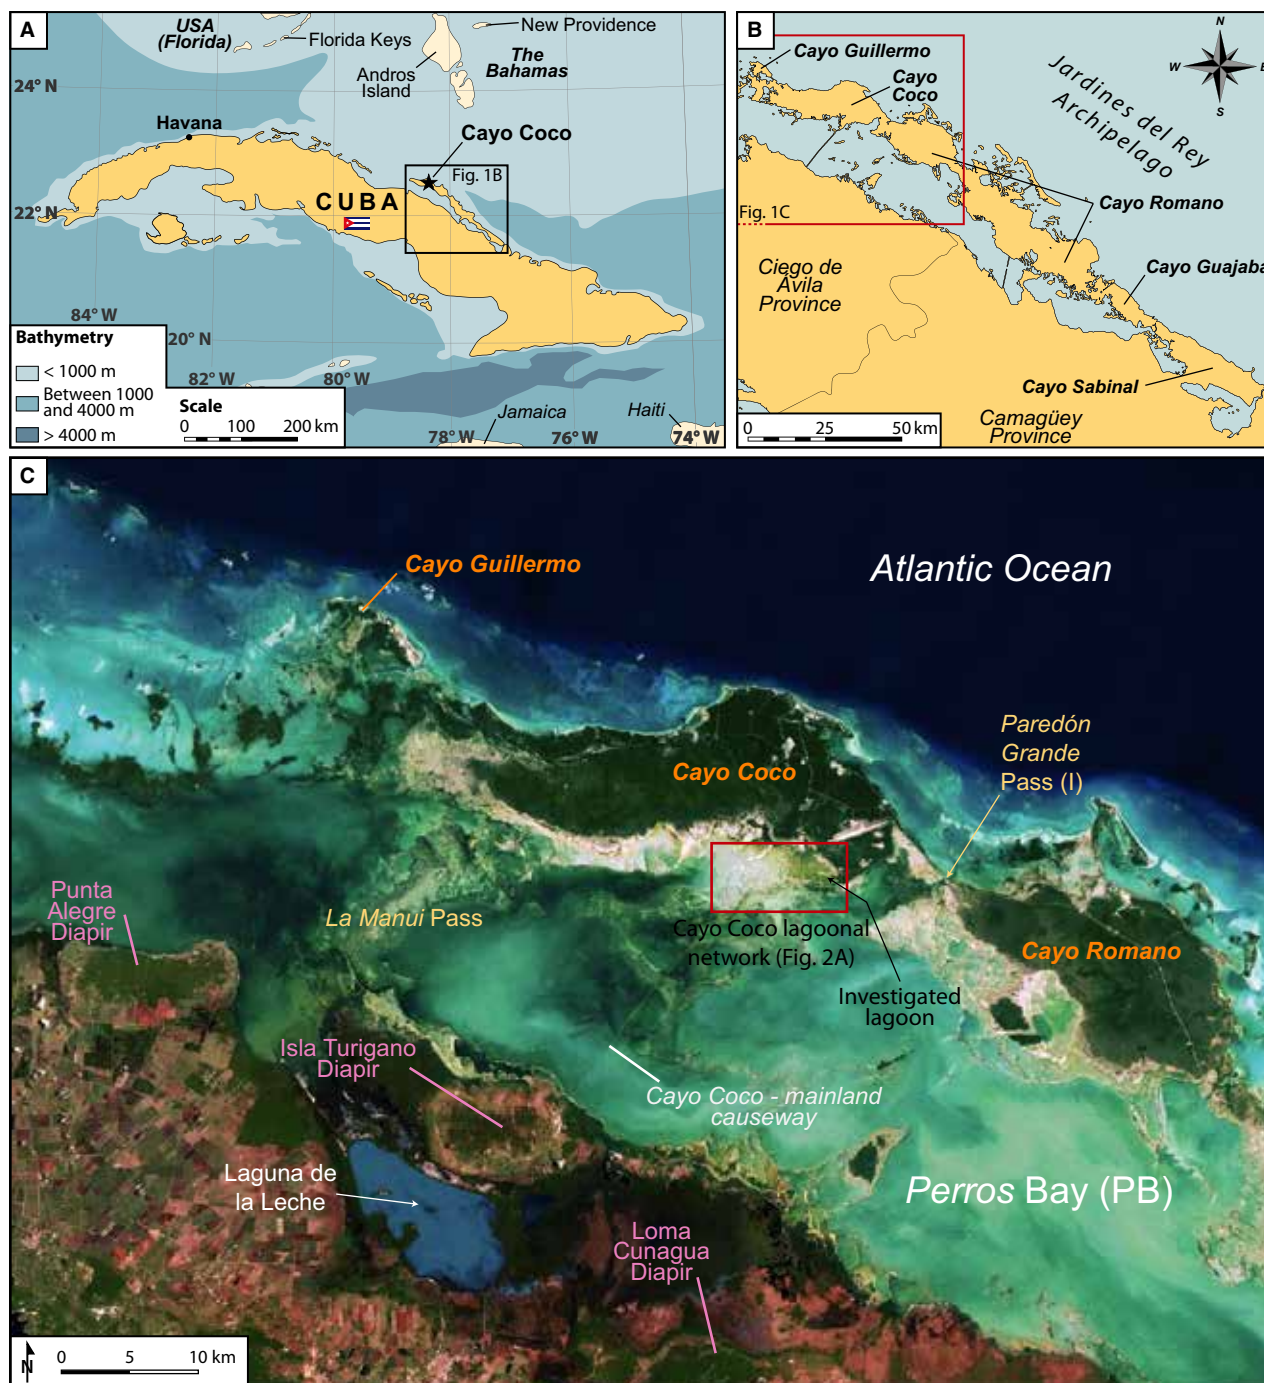 A
USA
(Florida)
Florida Keys
New Providence
Andros
Island
The
Bahamas
24° N
Havana
Cayo Coco
Fig. 1B
CUBA
22° N
84° W
20° N
82° W
80° W
Bathymetry
< 1000 m
Between 1000
and 4000 m
> 4000 m
Scale
0 100 200 km
Jamaica
Haiti
78° W
76° W
74° W
B
Cayo Guillermo
Cayo
Coco
Jardines del Rey
Archipelago
N
W
E
S
Cayo Romano
Fig. 1C
Ciego de
Ávila
Province
Cayo Guajaba
Cayo Sabinal
Camagüey
Province
0 25 50 km
C
Cayo Guillermo
Atlantic Ocean
Paredón
Grande
Pass (I)
Cayo Coco
Punta
Alegre
Diapir
La Manui Pass
Cayo Coco lagoonal
network (Fig. 2A)
Cayo Romano
Investigated
lagoon
Isla Turigano
Diapir
Cayo Coco - mainland
causeway
Laguna de
la Leche
Perros Bay (PB)
Loma
Cunagua
Diapir
N
0 5 10 km